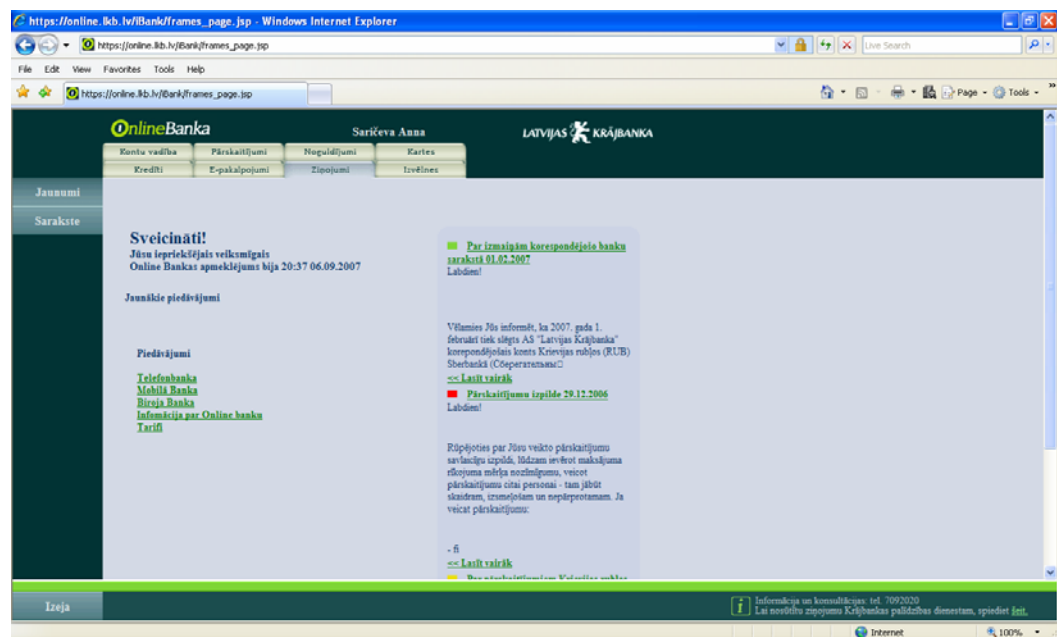 https://online.lkb.lv/iBank/frames_page.jsp - Windows Internet Explorer
https://online.lkb.lv/iBank/frames_page.jsp
Live Search
File Edit View Favorites Tools Help
https://online.lkb.lv/iBank/frames_page.jsp
Page Tools
OnlineBanka
Saričeva Anna
LATVIJAS KRĀJBANKA
Kontu vadība Pārskaitījumi Noguldījumi Kartes
Kredīti E-pakalpojumi Ziņojumi Izvēlnes
Jaunumi
Sarakste
Sveicināti!
Jūsu iepriekšējais veiksmīgais
Online Bankas apmeklējums bija 20:37 06.09.2007
Jaunākie piedāvājumi
Piedāvājumi
Telefonbanka
Mobilā Banka
Biroja Banka
Infomācija par Online banku
Tarifi
Par izmaiņām korespondējošo banku
sarakstā 01.02.2007
Labdien!
Vēlamies Jūs informēt, ka 2007. gada 1.
februārī tiek slēgts AS "Latvijas Krājbanka"
korepondējošais konts Krievijas rubļos (RUB)
Sberbankā
<< Lasīt vairāk
Pārskaitījumu izpilde 29.12.2006
Labdien!
Rūpējoties par Jūsu veikto pārskaitījumu
savlaicīgu izpildi, lūdzam ievērot maksājuma
rīkojuma mērķa nozīmīgumu, veicot
pārskaitījumu citai personai - tam jābūt
skaidram, izsmeļošam un nepārprotamam. Ja
veicat pārskaitījumu:
- fi
<< Lasīt vairāk
Izeja
Informācija un konsultācijas: tel. 7092020
Lai nosūtītu ziņojumu Krājbankas palīdzības dienestam, spiediet šeit.
Internet
100%